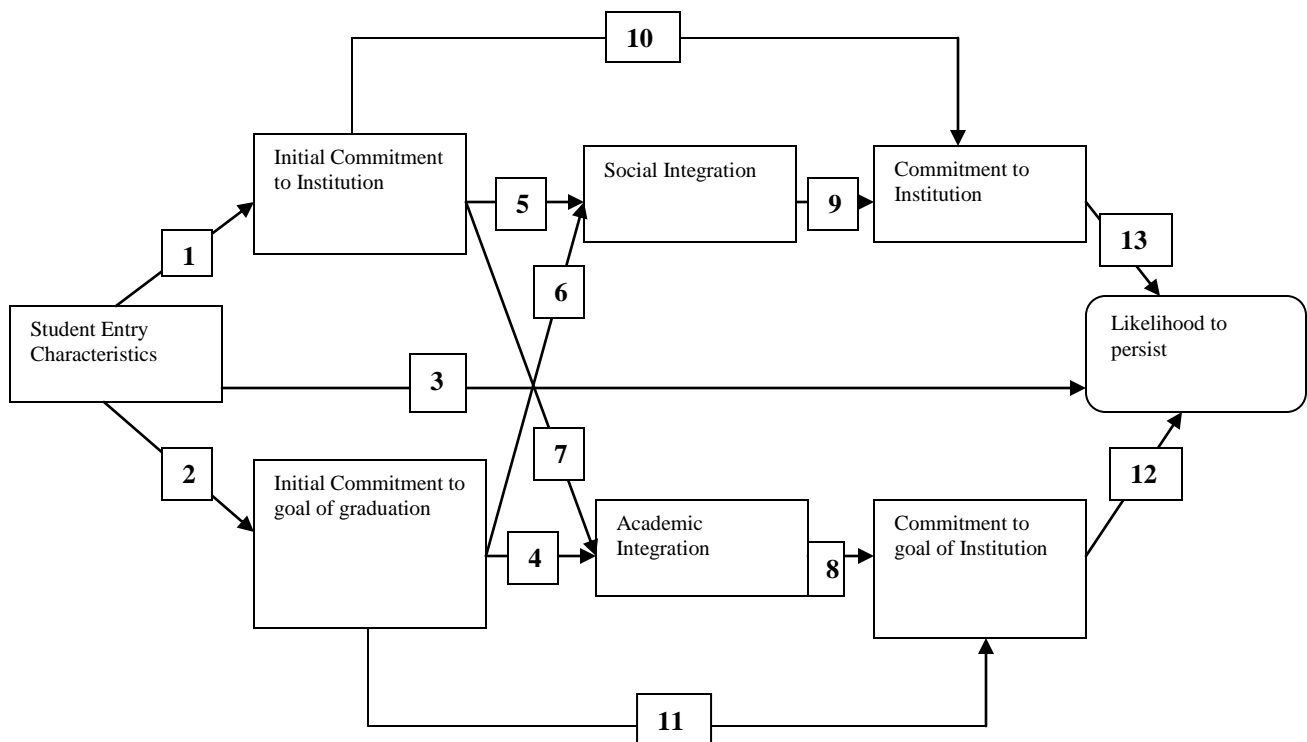 10
Initial Commitment
to Institution
Social Integration
Commitment to
Institution
5
9
13
1
6
Student Entry
Characteristics
Likelihood to
persist
3
7
2
12
Initial Commitment to
goal of graduation
Academic
Integration
Commitment to
goal of Institution
4
8
11